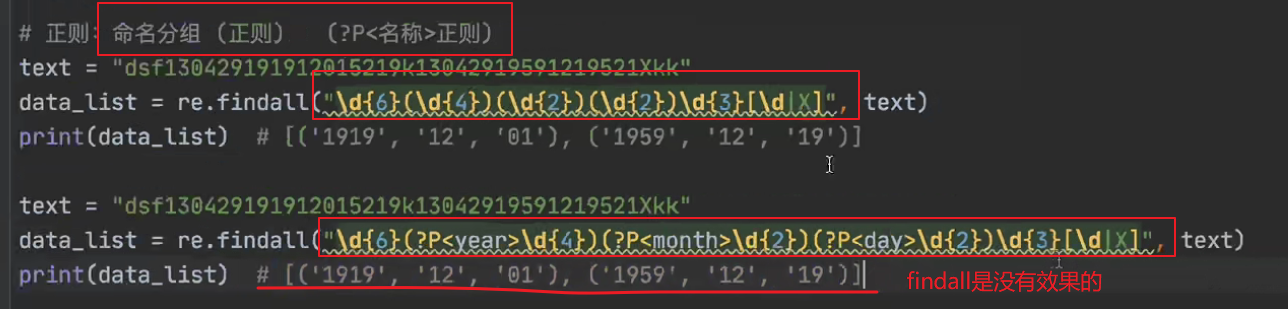 # 正则：命名分组（正则） （?P<名称>正则）
text = "dsf130429191912015219k13042919591219521Xkk"
data_list = re.findall("\d{6}(\d{4})(\d{2})(\d{2})\d{3}[\d|X]", text)
print(data_list)  # [('1919', '12', '01'), ('1959', '12', '19')]
text = "dsf130429191912015219k13042919591219521Xkk"
data_list = re.findall("\d{6}(?P<year>\d{4})(?P<month>\d{2})(?P<day>\d{2})\d{3}[\d|X]", text)
print(data_list)  # [('1919', '12', '01'), ('1959', '12', '19')]
findall是没有效果的